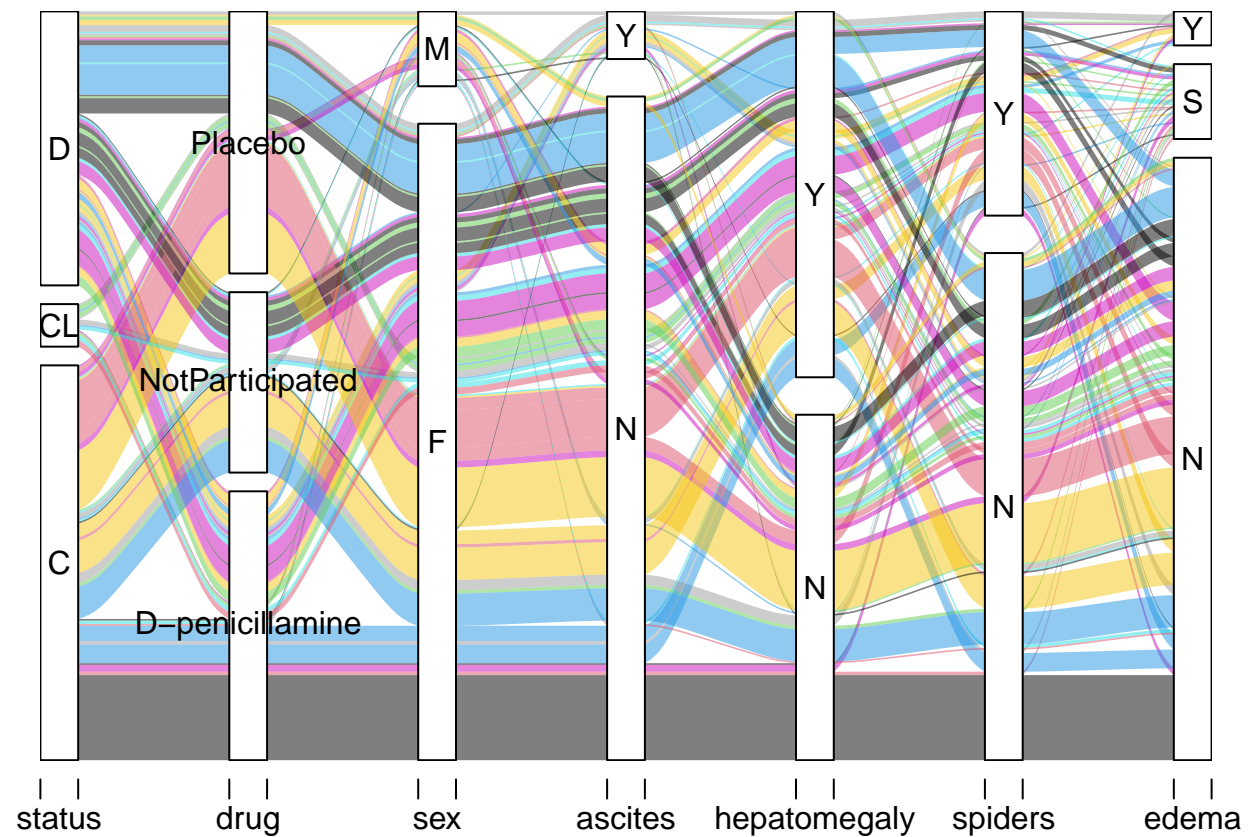 D
CL
C
Placebo
NotParticipated
D−penicillamine
M
F
Y
N
Y
N
Y
N
Y
S
N
status drug sex ascites hepatomegaly spiders edema